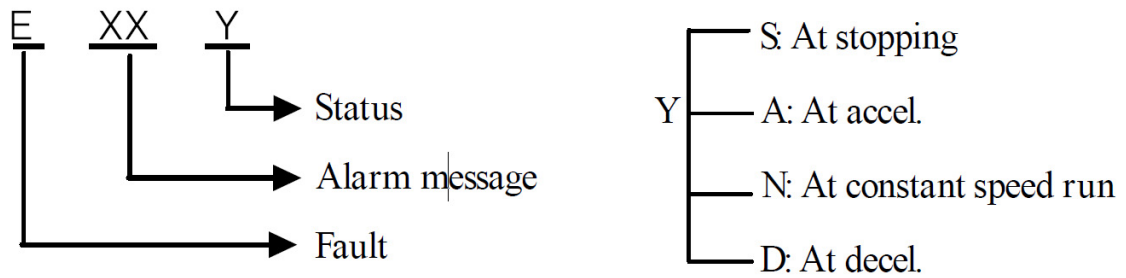 E XX Y
Status
Alarm message
Fault
Y
S: At stopping
A: At accel.
N: At constant speed run
D: At decel.